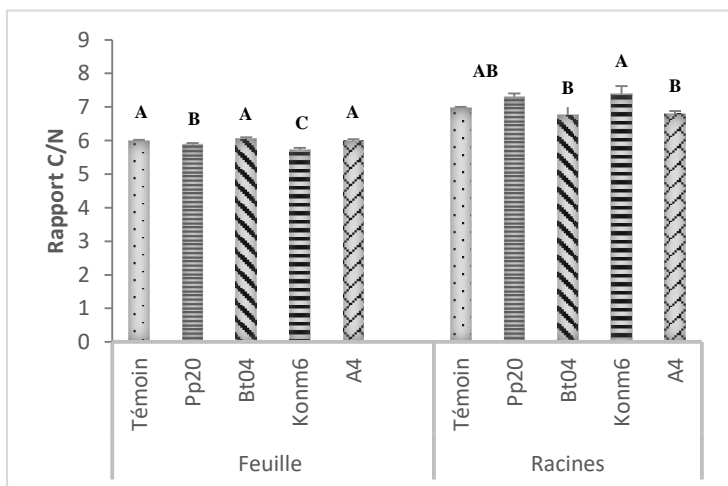 Rapport C/N
9
8
7
6
5
4
3
2
1
0
A
B
A
C
A
AB
B
A
B
Témoin
Pp20
Bt04
Konm6
A4
Témoin
Pp20
Bt04
Konm6
A4
Feuille
Racines